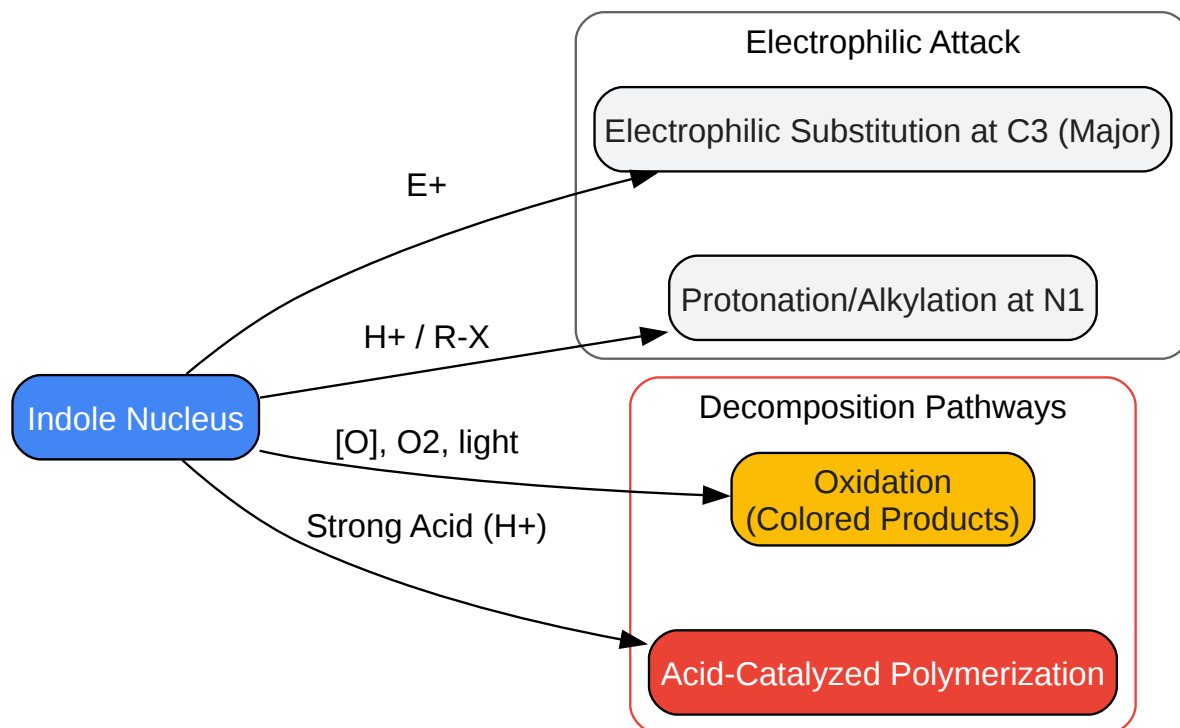 Electrophilic Attack
Electrophilic Substitution at C3 (Major)
E+
Protonation/Alkylation at N1
H+ / R-X
Indole Nucleus
Decomposition Pathways
[O], O2, light
Oxidation
(Colored Products)
Strong Acid (H+)
Acid-Catalyzed Polymerization